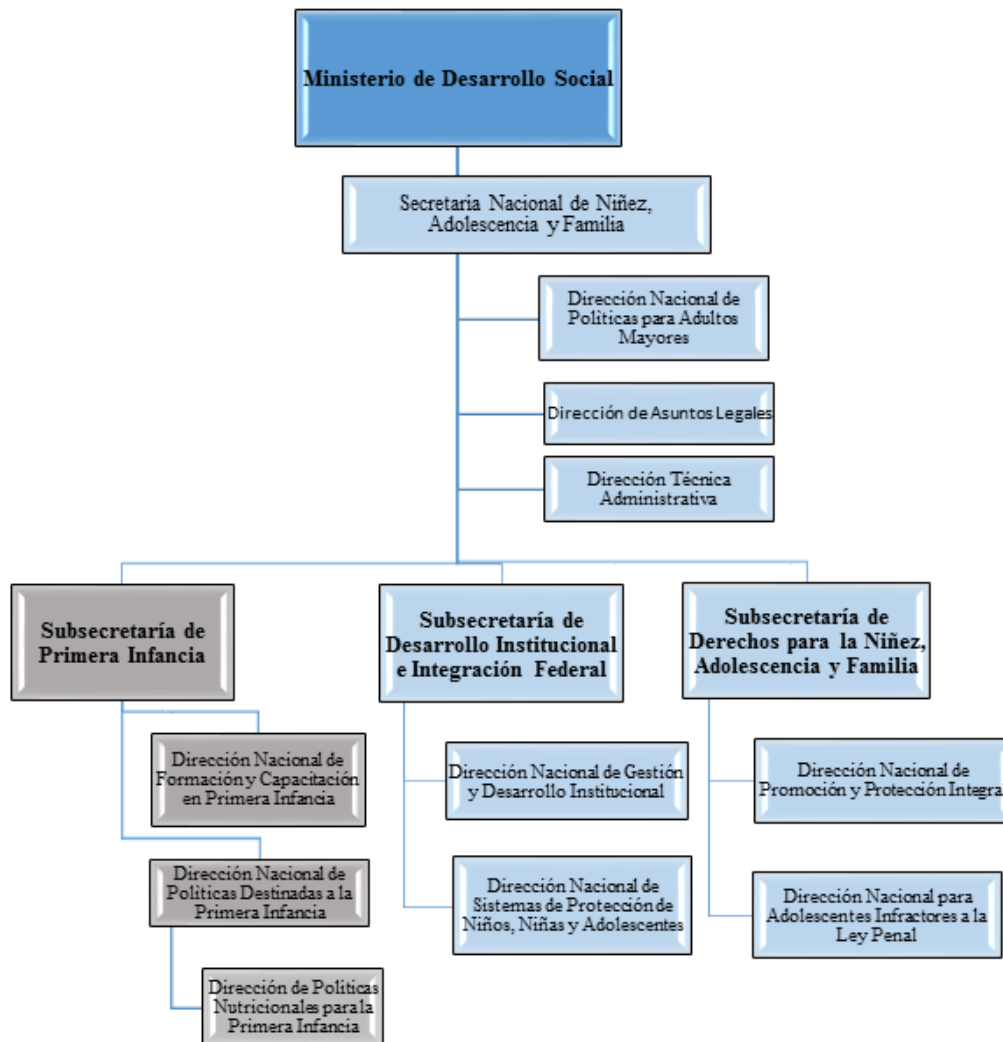 Ministerio de Desarrollo Social
Secretaría Nacional de Niñez,
Adolescencia y Familia
Dirección Nacional de
Políticas para Adultos
Mayores
Dirección de Asuntos Legales
Dirección Técnica
Administrativa
Subsecretaría de
Primera Infancia
Subsecretaría de
Desarrollo Institucional
e Integración Federal
Subsecretaría de
Derechos para la Niñez,
Adolescencia y Familia
Dirección Nacional de
Formación y Capacitación
en Primera Infancia
Dirección Nacional de
Políticas Destinadas a la
Primera Infancia
Dirección de Políticas
Nutricionales para la
Primera Infancia
Dirección Nacional de Gestión
y Desarrollo Institucional
Dirección Nacional de
Sistemas de Protección de
Niños, Niñas y Adolescentes
Dirección Nacional de
Promoción y Protección Integra
Dirección Nacional para
Adolescentes Infractores a la
Ley Penal